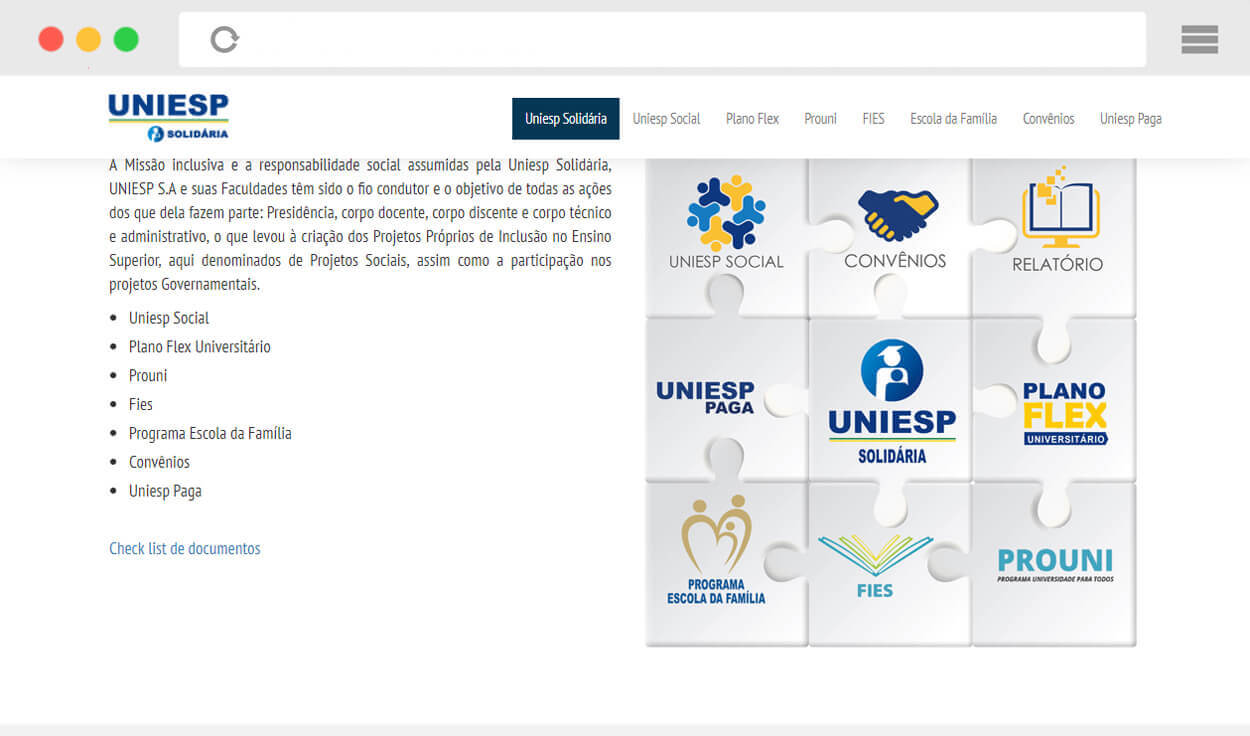 UNIESP
SOLIDÁRIA
Uniesp Solidária
Uniesp Social
Plano Flex
Prouni
FIES
Escola da Família
Convênios
Uniesp Paga
A Missão inclusiva e a responsabilidade social assumidas pela Uniesp Solidária,
UNIESP S.A e suas Faculdades têm sido o fio condutor e o objetivo de todas as ações
dos que dela fazem parte: Presidência, corpo docente, corpo discente e corpo técnico
e administrativo, o que levou à criação dos Projetos Próprios de Inclusão no Ensino
Superior, aqui denominados de Projetos Sociais, assim como a participação nos
projetos Governamentais.
Uniesp Social
Plano Flex Universitário
Prouni
Fies
Programa Escola da Família
Convênios
Uniesp Paga
Check list de documentos
UNIESP SOCIAL
CONVÊNIOS
RELATÓRIO
UNIESP
PAGA
UNIESP
SOLIDÁRIA
PLANO
FLEX
UNIVERSITÁRIO
PROGRAMA
ESCOLA DA FAMÍLIA
FIES
PROUNI
PROGRAMA UNIVERSIDADE PARA TODOS